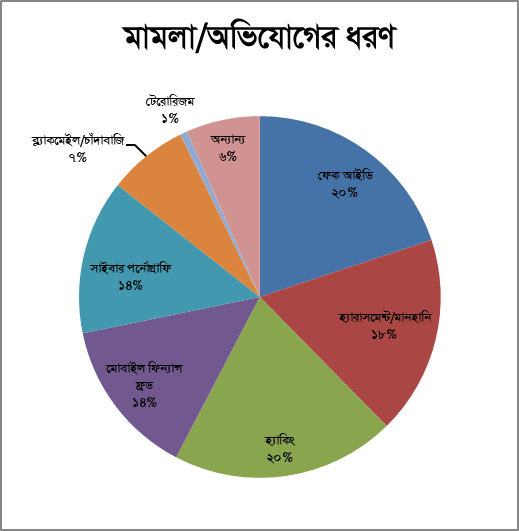 মামলা/অভিযোগের ধরণ
টেরোরিজম
১%
অন্যান্য
৬%
ব্ল্যাকমেইল/চাঁদাবাজি
৭%
ফেক আইডি
২০%
সাইবার পর্নোগ্রাফি
১৪%
হ্যারাসমেন্ট/মানহানি
১৮%
মোবাইল ফিন্যান্স
ফ্রড
১৪%
হ্যাকিং
২০%